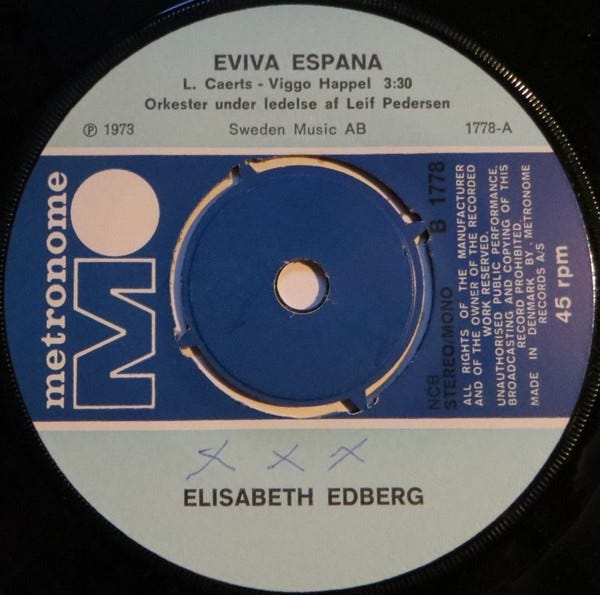 EVIVA ESPANA
L. Caerts - Viggo Happel 3:30
Orkester under ledelse af Leif Pedersen
℗ 1973 Sweden Music AB 1778-A
metronome
MO
NCB
STEREO/MONO B 1778
ALL RIGHTS OF THE MANUFACTURER
AND OF THE OWNER OF THE RECORDED
WORK RESERVED.
UNAUTHORISED PUBLIC PERFORMANCE,
BROADCASTING AND COPYING OF THIS
RECORD PROHIBITED.
MADE IN DENMARK BY METRONOME
RECORDS A/S
45 rpm
X X X
ELISABETH EDBERG